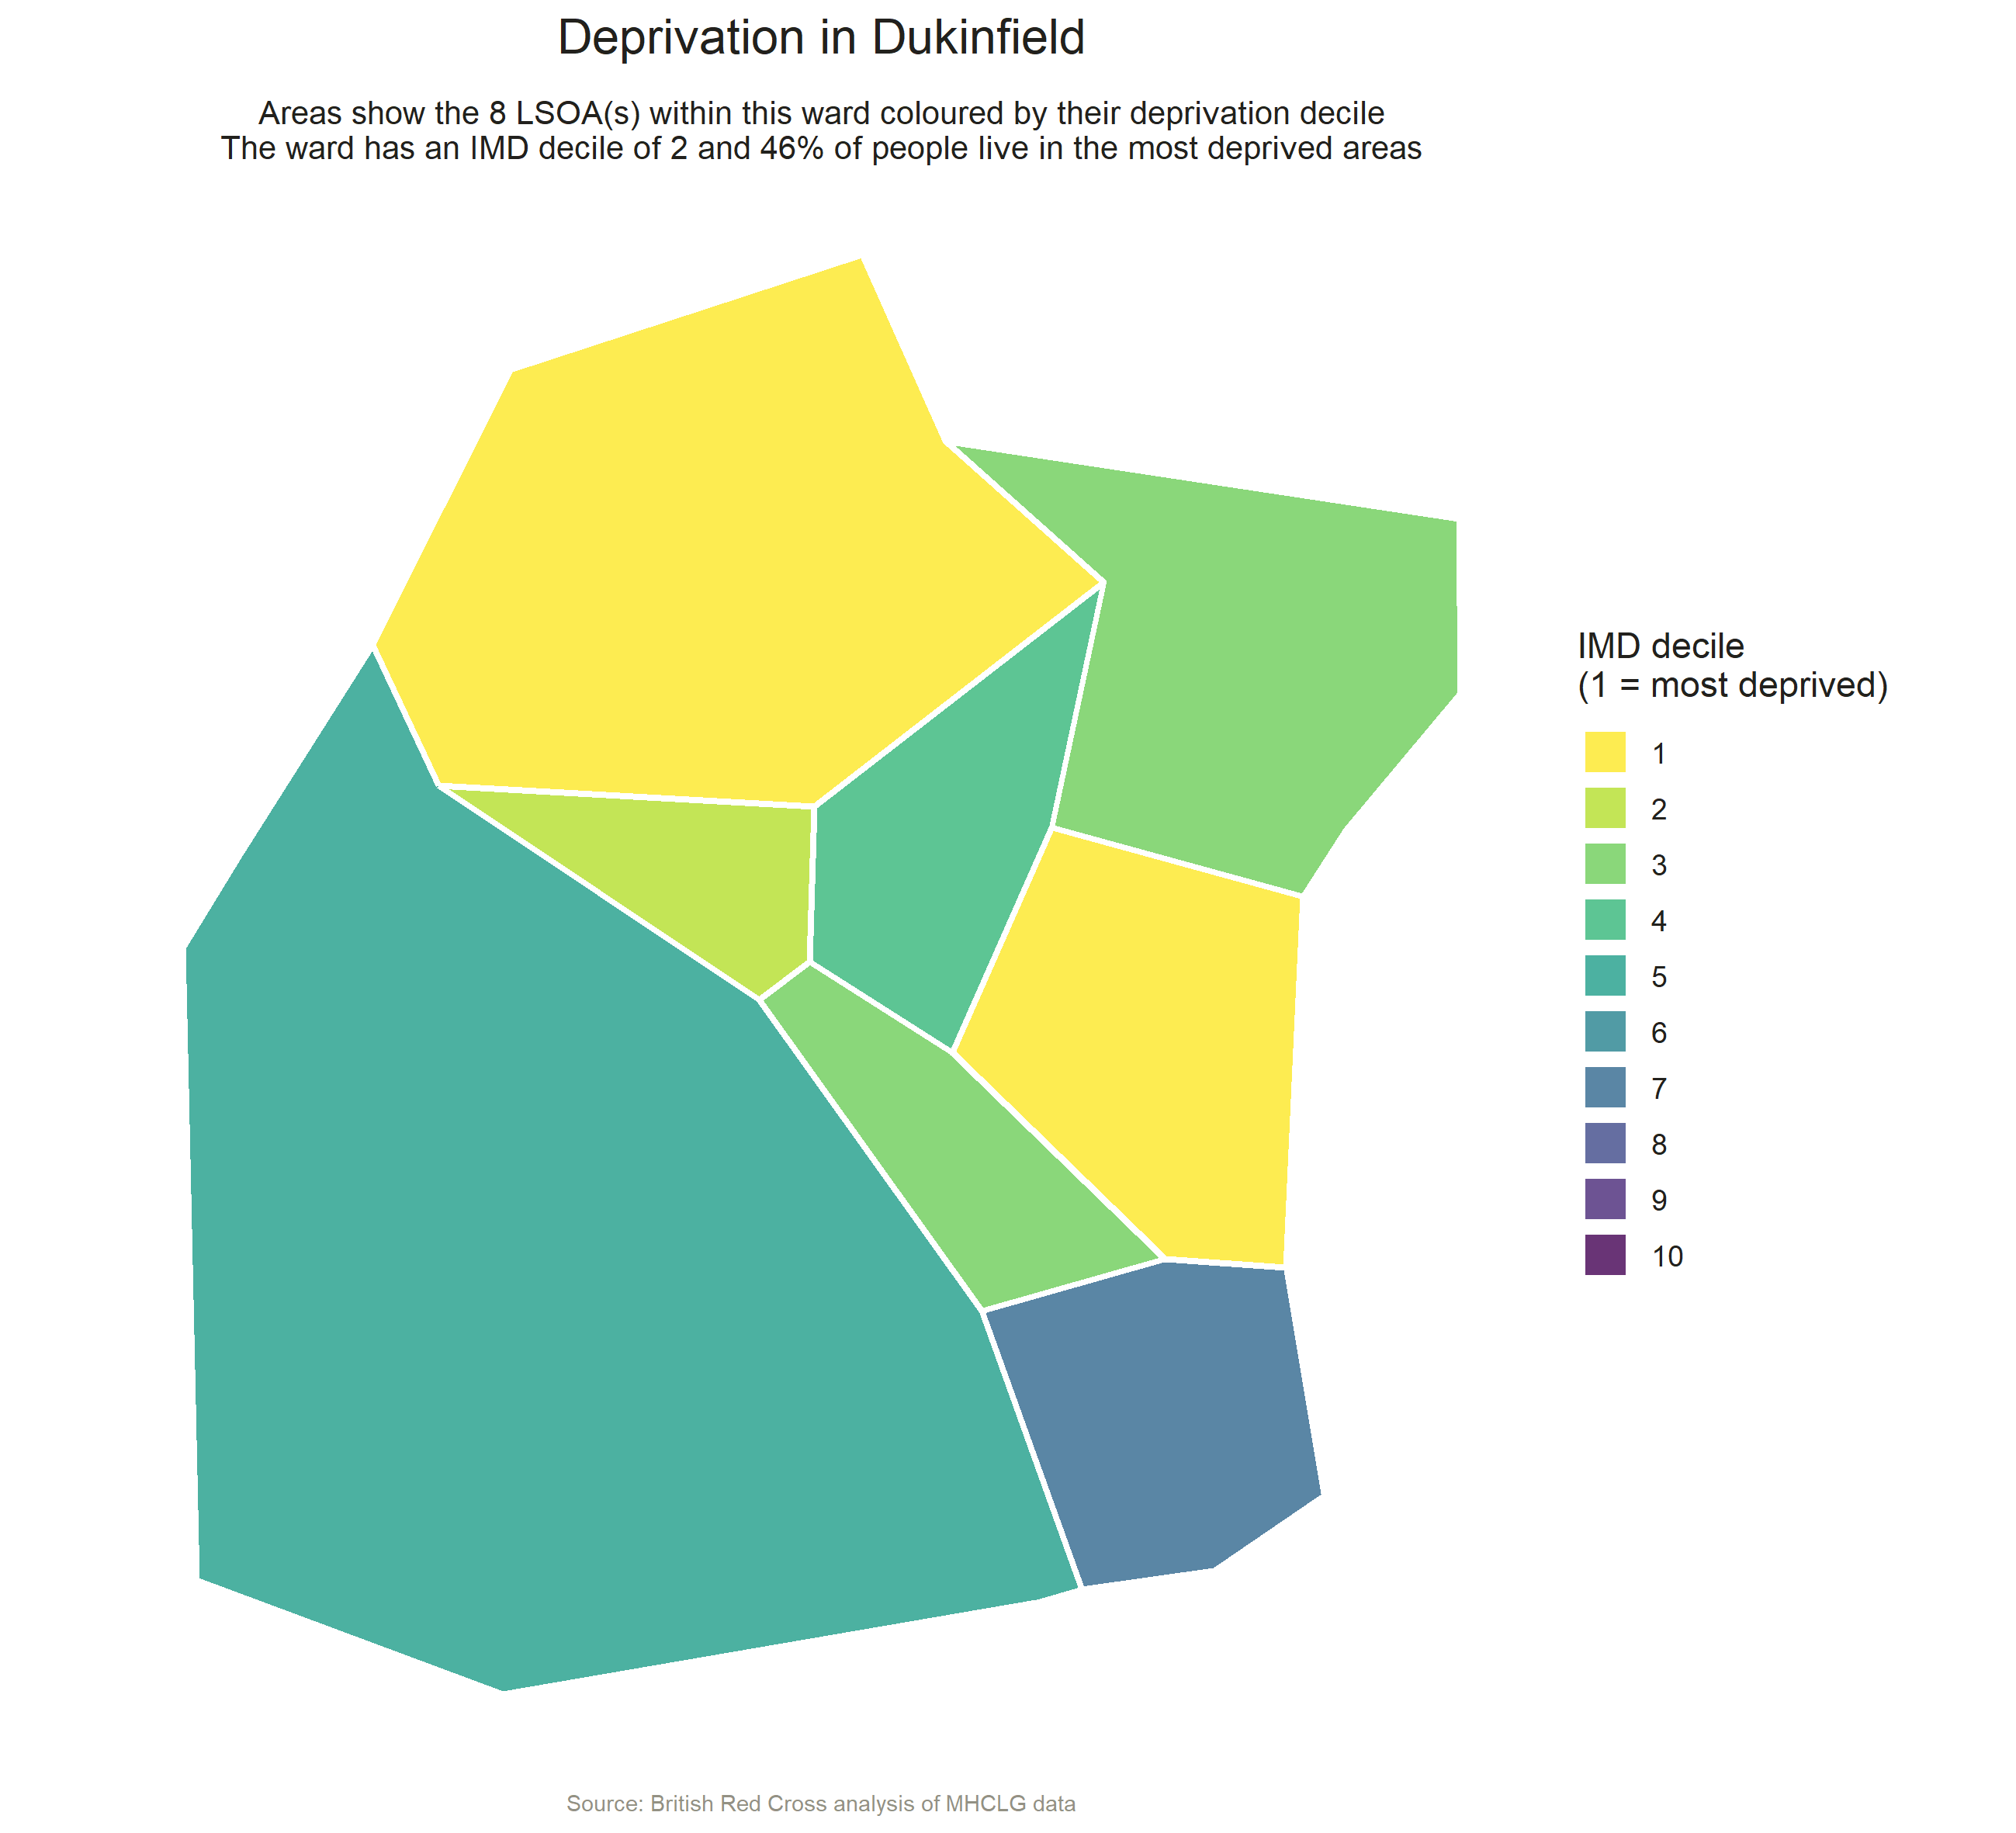 Deprivation in Dukinfield
Areas show the 8 LSOA(s) within this ward coloured by their deprivation decile
The ward has an IMD decile of 2 and 46% of people live in the most deprived areas
IMD decile
(1 = most deprived)
1
2
3
4
5
6
7
8
9
10
Source: British Red Cross analysis of MHCLG data